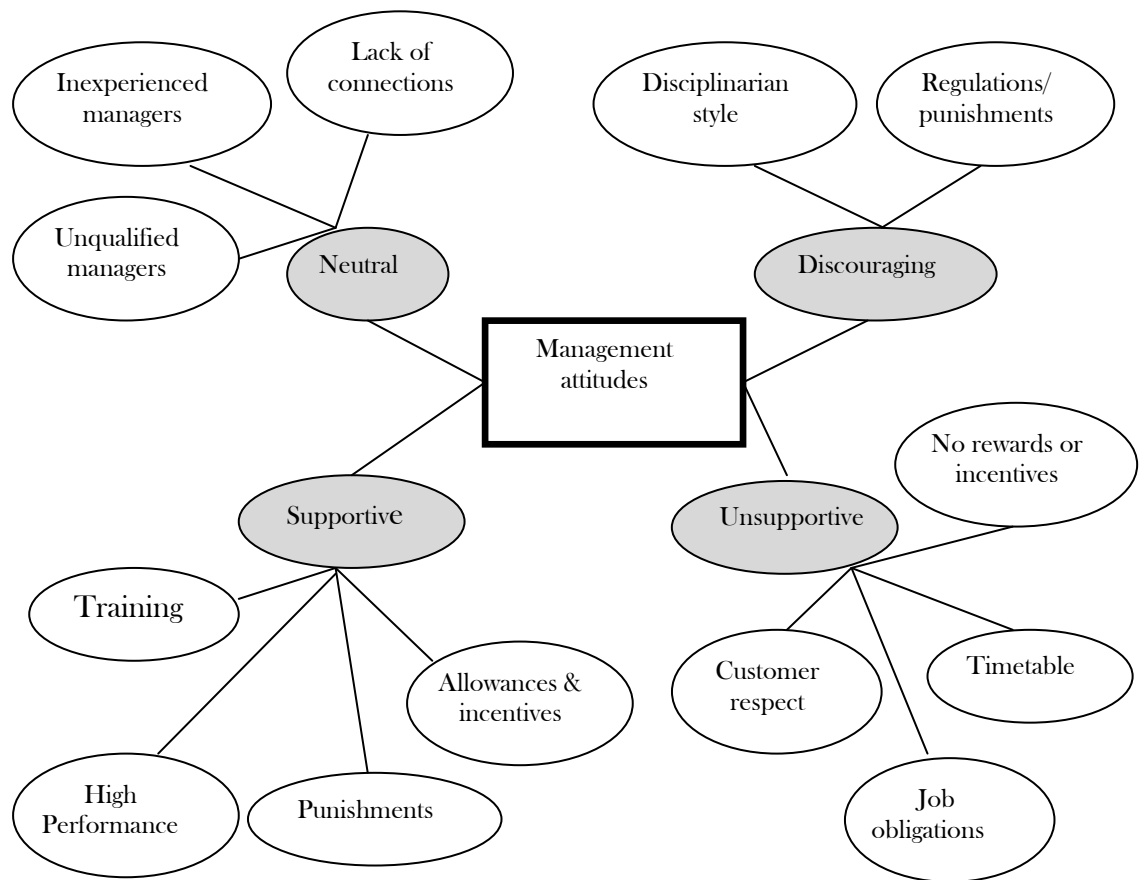 Lack of
connections
Inexperienced
managers
Disciplinarian
style
Regulations/
punishments
Unqualified
managers
Neutral
Discouraging
Management
attitudes
No rewards or
incentives
Supportive
Unsupportive
Training
Allowances &
incentives
Customer
respect
Timetable
High
Performance
Punishments
Job
obligations